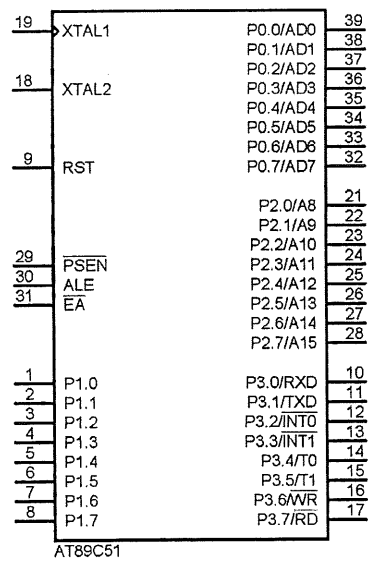 19 XTAL1 P0.0/AD0 39
P0.1/AD1 38
P0.2/AD2 37
18 XTAL2 P0.3/AD3 36
P0.4/AD4 35
P0.5/AD5 34
P0.6/AD6 33
9 RST P0.7/AD7 32
P2.0/A8 21
P2.1/A9 22
P2.2/A10 23
29 PSEN P2.3/A11 24
30 ALE P2.4/A12 25
31 EA P2.5/A13 26
P2.6/A14 27
P2.7/A15 28
1 P1.0 P3.0/RXD 10
2 P1.1 P3.1/TXD 11
3 P1.2 P3.2/INT0 12
4 P1.3 P3.3/INT1 13
5 P1.4 P3.4/T0 14
6 P1.5 P3.5/T1 15
7 P1.6 P3.6/WR 16
8 P1.7 P3.7/RD 17
AT89C51